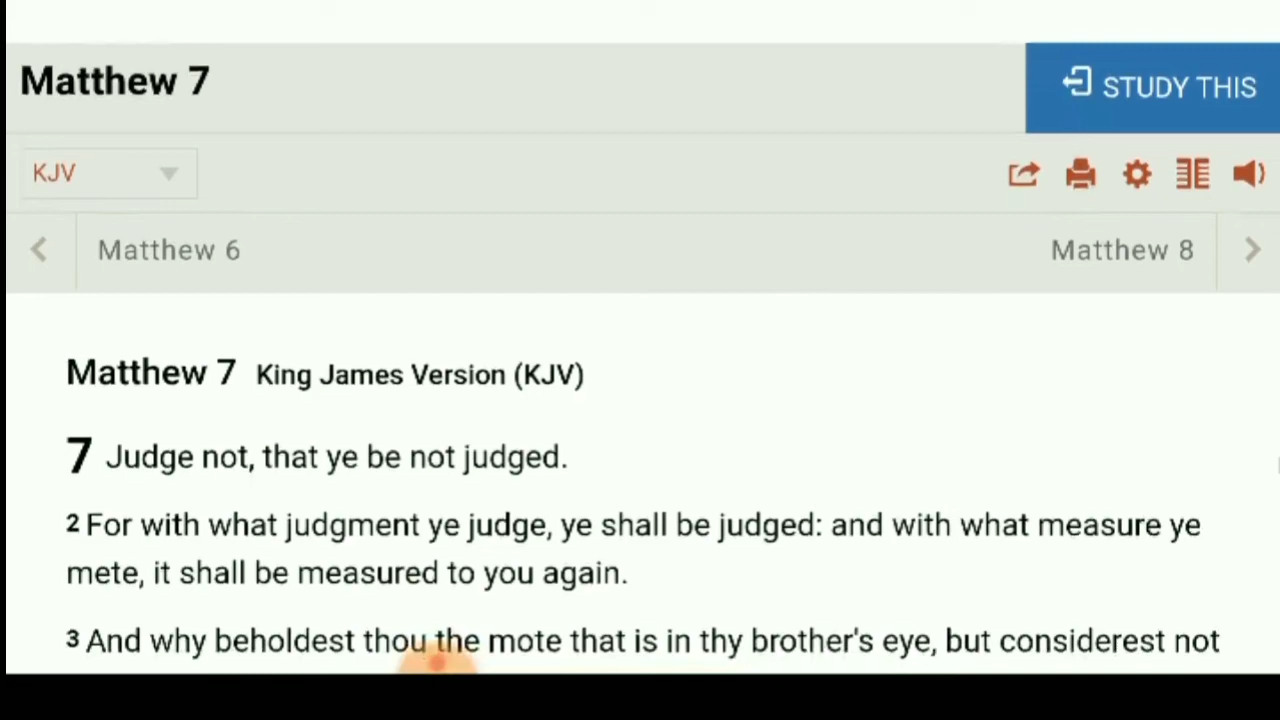 Matthew 7
STUDY THIS
KJV
Matthew 6
Matthew 8
Matthew 7 King James Version (KJV)
7 Judge not, that ye be not judged.
2 For with what judgment ye judge, ye shall be judged: and with what measure ye
mete, it shall be measured to you again.
3 And why beholdest thou the mote that is in thy brother's eye, but considerest not